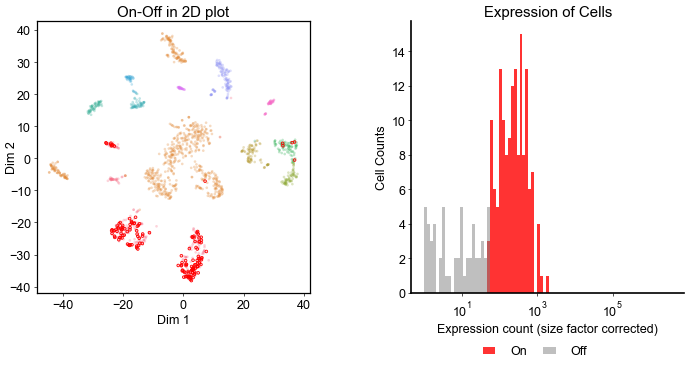 On-Off in 2D plot
Expression of Cells
40
30
20
10
0
−10
−20
−30
−40
Dim 2
−40 −20 0 20 40
Dim 1
14
12
10
8
6
4
2
0
Cell Counts
10^1 10^3 10^5
Expression count (size factor corrected)
On Off